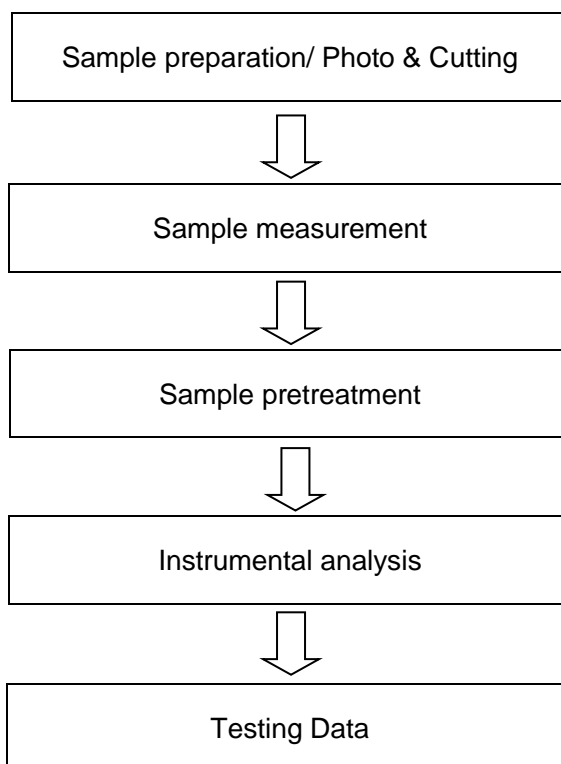 Sample preparation/ Photo & Cutting
Sample measurement
Sample pretreatment
Instrumental analysis
Testing Data